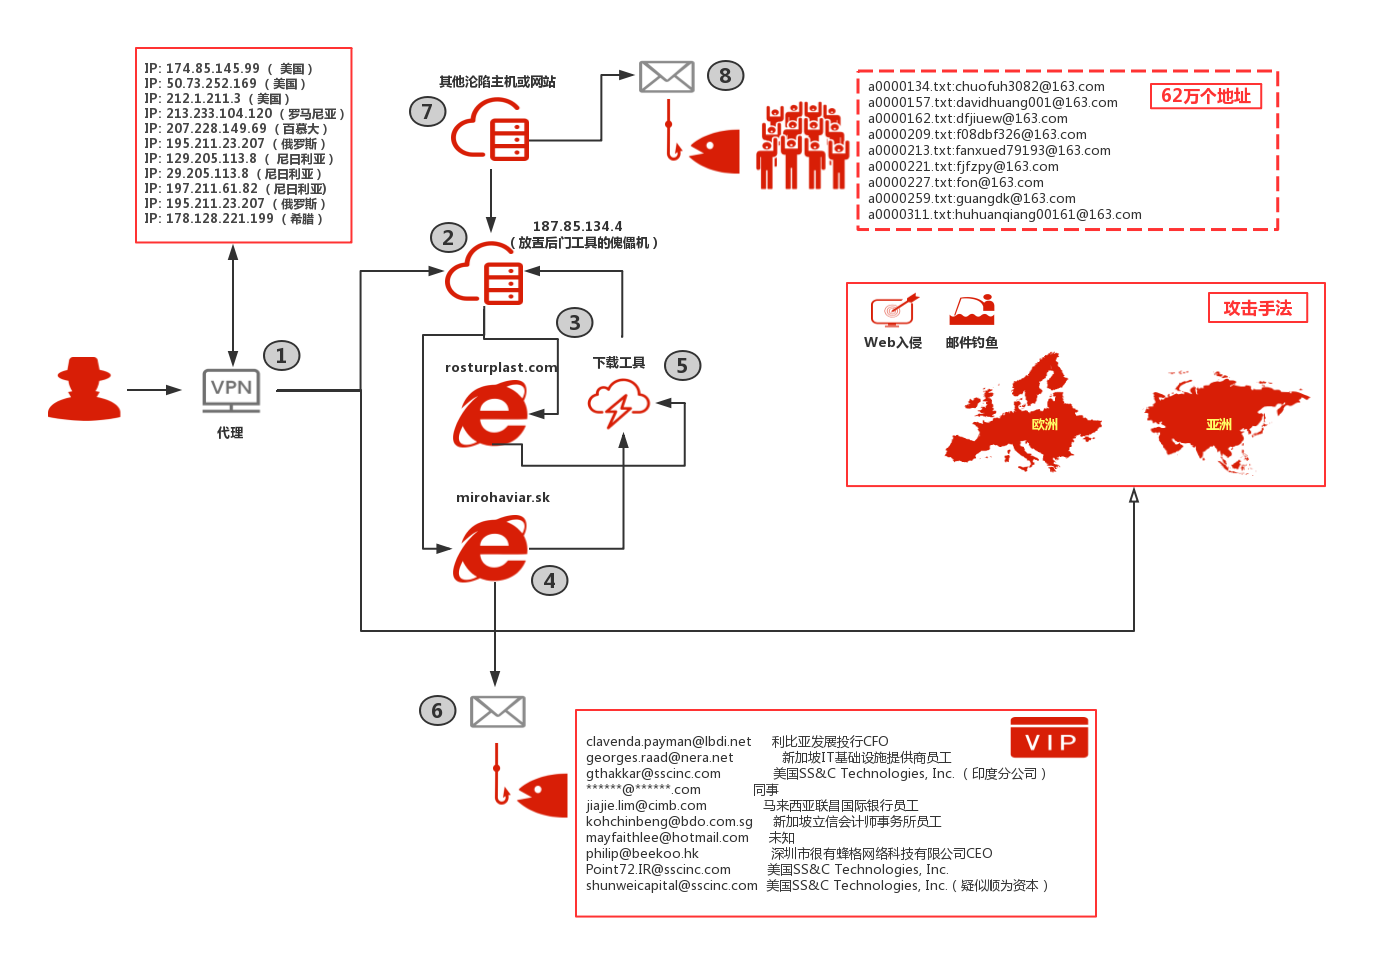 IP: 174.85.145.99 （ 美国）
IP: 50.73.252.169 （美国）
IP: 212.1.211.3 （美国）
IP: 213.233.104.120 （罗马尼亚）
IP: 207.228.149.69 （百慕大）
IP: 195.211.23.207 （俄罗斯）
IP: 129.205.113.8 （ 尼日利亚）
IP: 29.205.113.8 （尼日利亚）
IP: 197.211.61.82 （尼日利亚)
IP: 195.211.23.207 （俄罗斯）
IP: 178.128.221.199 （希腊）
1
VPN
代理
其他沦陷主机或网站
7
8
62万个地址
a0000134.txt:chuofuh3082@163.com
a0000157.txt:davidhuang001@163.com
a0000162.txt:dfjiuew@163.com
a0000209.txt:f08dbf326@163.com
a0000213.txt:fanxued79193@163.com
a0000221.txt:fjfzpy@163.com
a0000227.txt:fon@163.com
a0000259.txt:guangdk@163.com
a0000311.txt:huhuanqiang00161@163.com
2
187.85.134.4
（放置后门工具的傀儡机）
3
rosturplast.com
下载工具
5
mirohaviar.sk
4
攻击手法
Web入侵
邮件钓鱼
欧洲
亚洲
6
VIP
clavenda.payman@lbdi.net 利比亚发展投行CFO
georges.raad@nera.net 新加坡IT基础设施提供商员工
gthakkar@sscinc.com 美国SS&C Technologies, Inc. （印度分公司）
******@******.com 同事
jiajie.lim@cimb.com 马来西亚联昌国际银行员工
kohchinbeng@bdo.com.sg 新加坡立信会计师事务所员工
mayfaithlee@hotmail.com 未知
philip@beekoo.hk 深圳市很有蜂格网络科技有限公司CEO
Point72.IR@sscinc.com 美国SS&C Technologies, Inc.
shunweicapital@sscinc.com 美国SS&C Technologies, Inc.（疑似顺为资本）